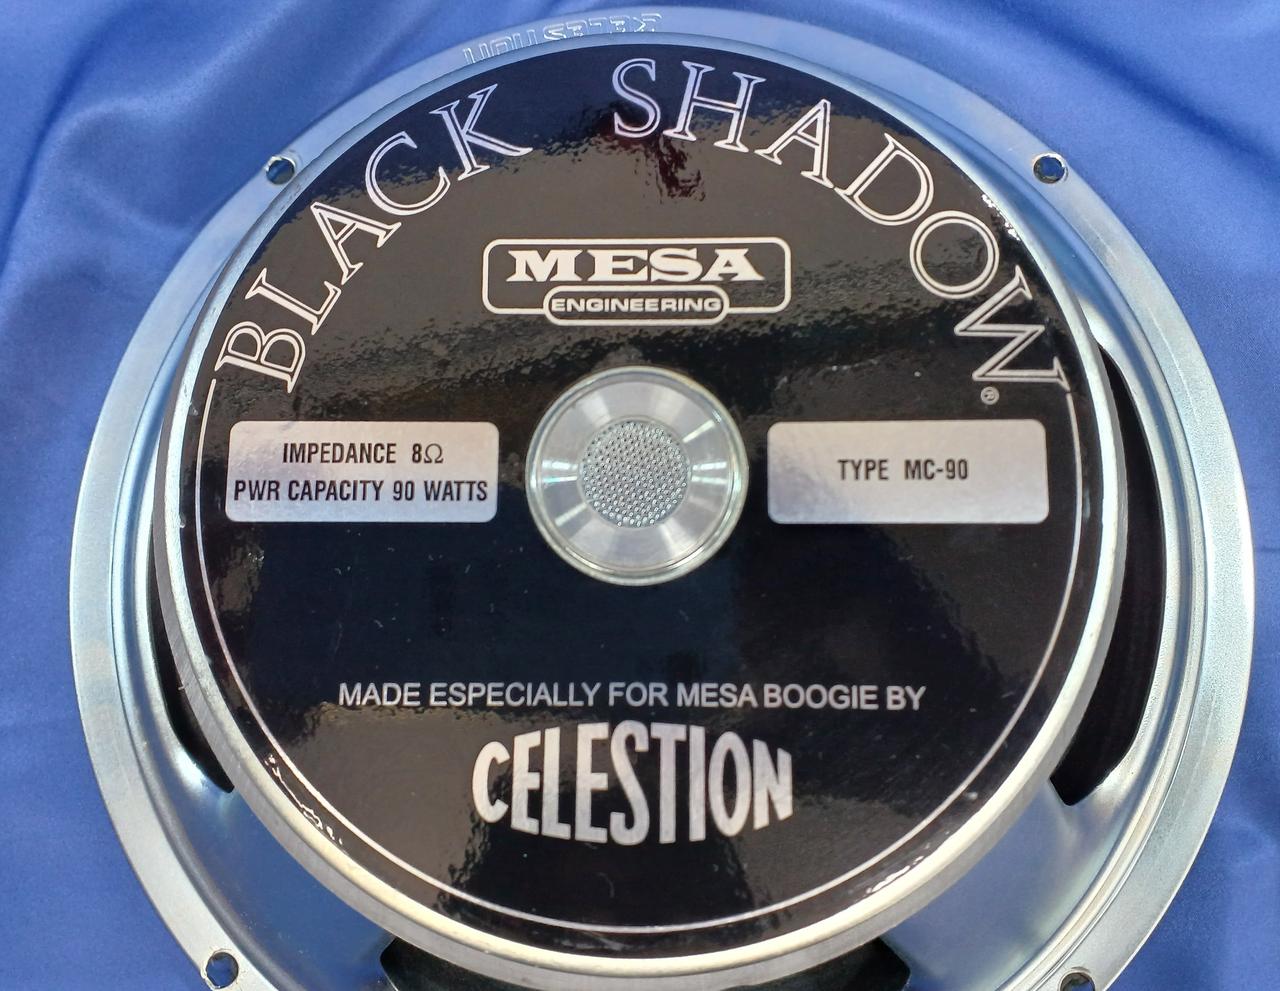 CELESTION
BLACK SHADOW®
MESA
ENGINEERING
IMPEDANCE 8Ω
PWR CAPACITY 90 WATTS
TYPE MC-90
MADE ESPECIALLY FOR MESA BOOGIE BY
CELESTION